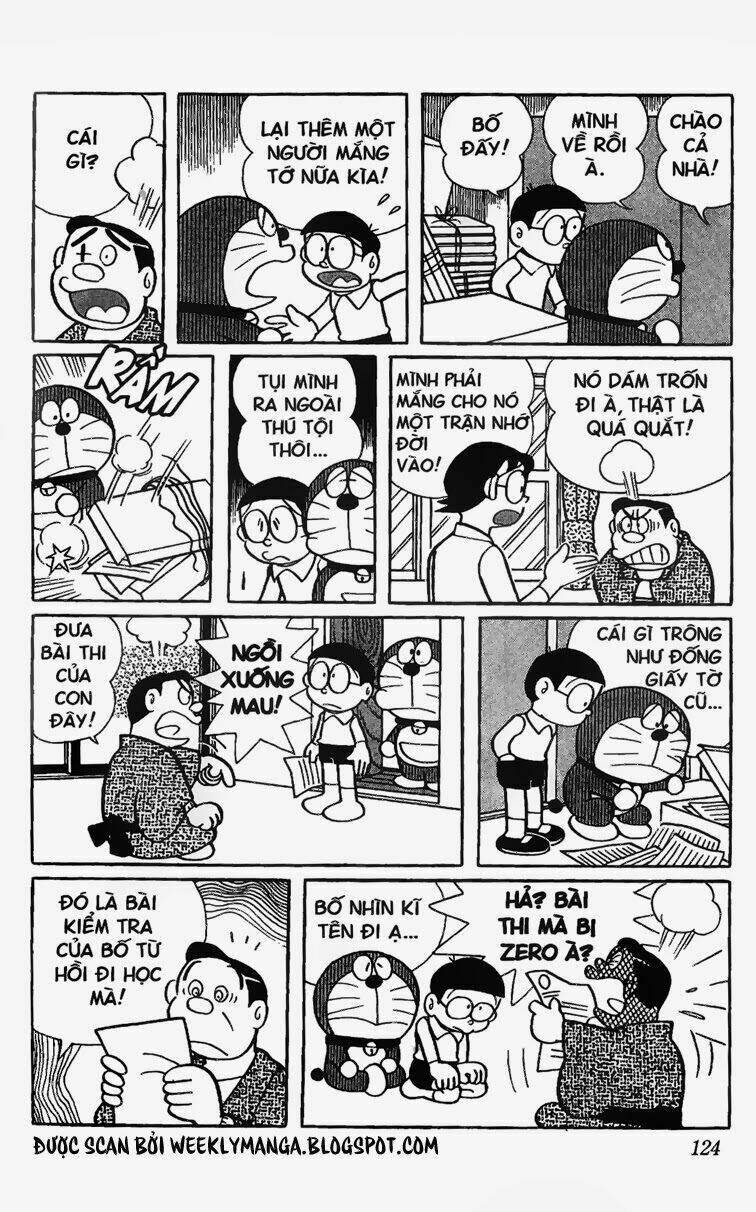 CHÀO
CẢ
NHÀ!
MÌNH
VỀ RỒI
À.
BỐ
ĐẤY!
LẠI THÊM MỘT
NGƯỜI MẮNG
TỚ NỮA KÌA!
CÁI
GÌ?
NÓ DÁM TRỐN
ĐI À, THẬT LÀ
QUÁ QUẮT!
MÌNH PHẢI
MẮNG CHO NÓ
MỘT TRẬN NHỚ
ĐỜI
VÀO!
TỤI MÌNH
RA NGOÀI
THÚ TỘI
THÔI...
RẦM
CÁI GÌ TRÔNG
NHƯ ĐỐNG
GIẤY TỜ
CŨ...
NGỒI
XUỐNG
MAU!
ĐƯA
BÀI THI
CỦA
CON
ĐÂY!
HẢ? BÀI
THI MÀ BỊ
ZERO À?
BỐ NHÌN KĨ
TÊN ĐI Ạ...
ĐÓ LÀ BÀI
KIỂM TRA
CỦA BỐ TỪ
HỒI ĐI HỌC
MÀ!
ĐƯỢC SCAN BỞI WEEKLYMANGA.BLOGSPOT.COM
124